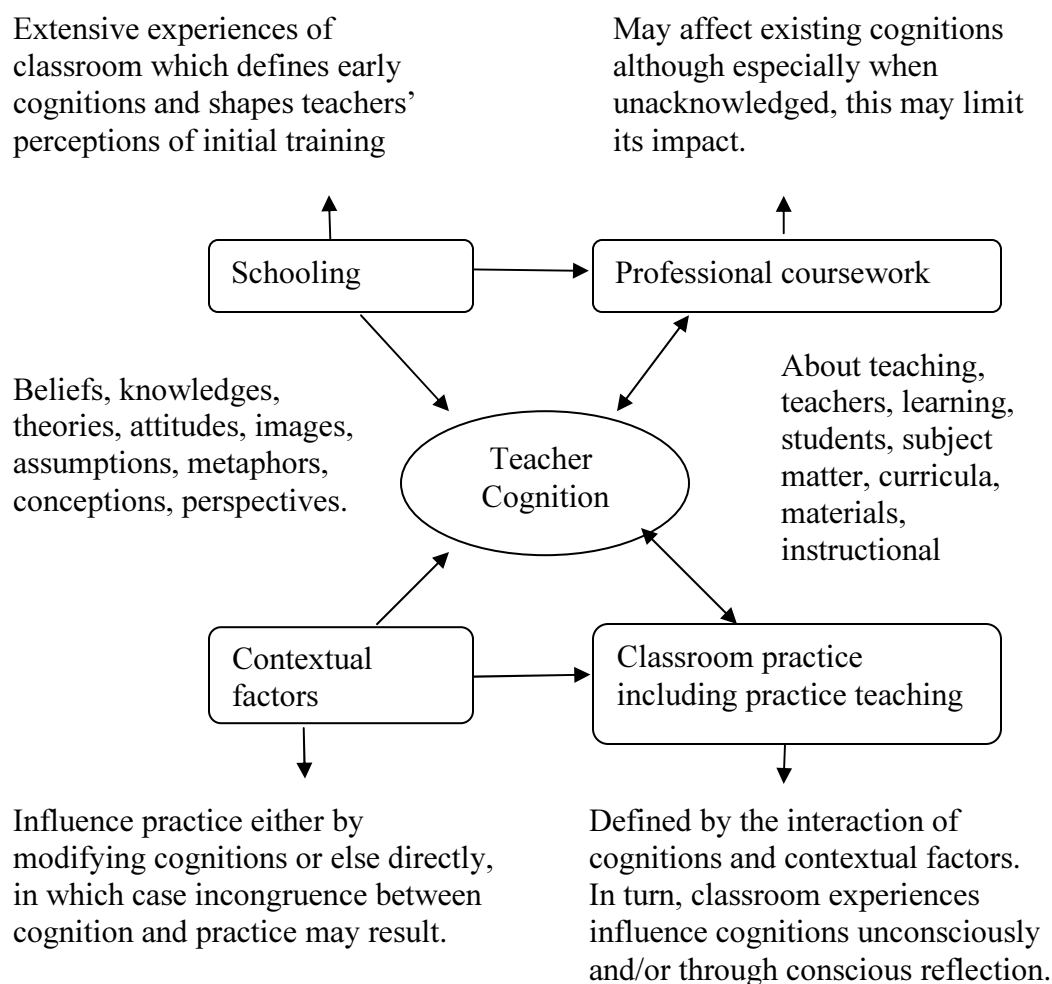 Extensive experiences of
classroom which defines early
cognitions and shapes teachers’
perceptions of initial training
May affect existing cognitions
although especially when
unacknowledged, this may limit
its impact.
Schooling
Professional coursework
Beliefs, knowledges,
theories, attitudes, images,
assumptions, metaphors,
conceptions, perspectives.
Teacher
Cognition
About teaching,
teachers, learning,
students, subject
matter, curricula,
materials,
instructional
Contextual
factors
Classroom practice
including practice teaching
Influence practice either by
modifying cognitions or else directly,
in which case incongruence between
cognition and practice may result.
Defined by the interaction of
cognitions and contextual factors.
In turn, classroom experiences
influence cognitions unconsciously
and/or through conscious reflection.